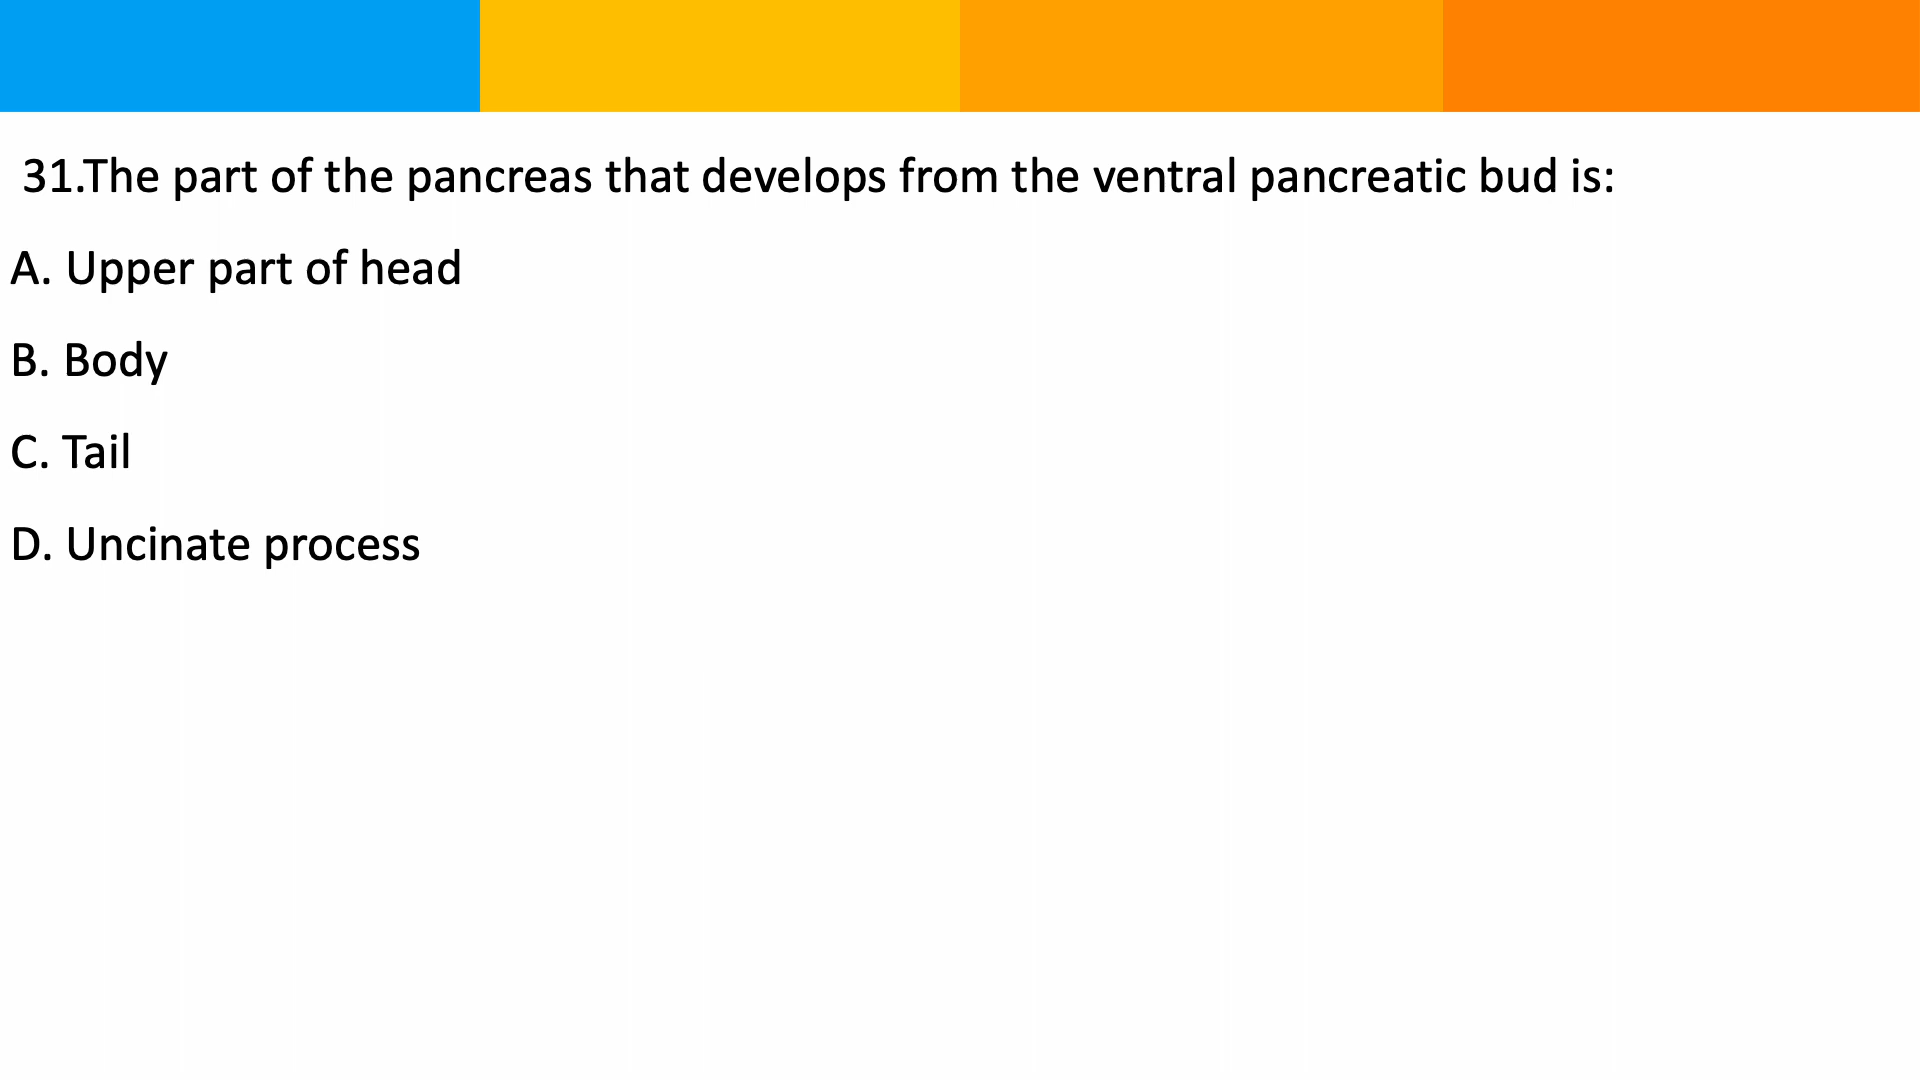 31.The part of the pancreas that develops from the ventral pancreatic bud is:
A. Upper part of head
B. Body
C. Tail
D. Uncinate process